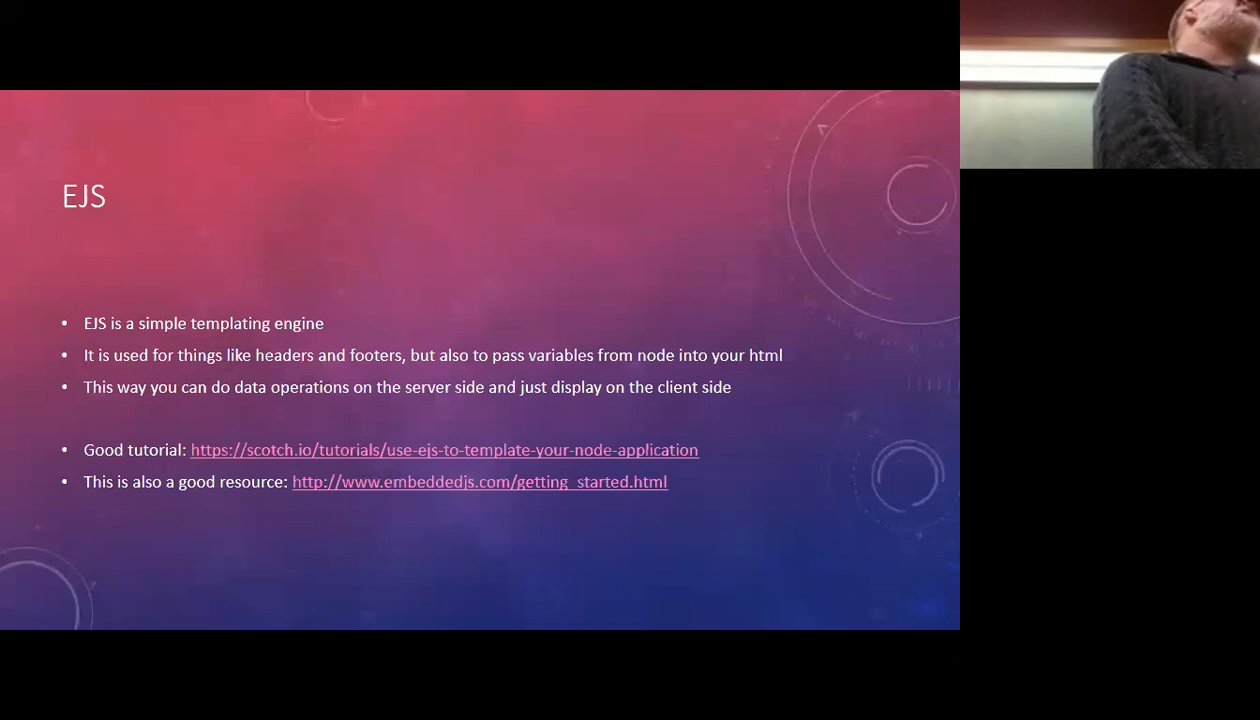 EJS
• EJS is a simple templating engine
• It is used for things like headers and footers, but also to pass variables from node into your html
• This way you can do data operations on the server side and just display on the client side
• Good tutorial: https://scotch.io/tutorials/use-ejs-to-template-your-node-application
• This is also a good resource: http://www.embeddedjs.com/getting_started.html